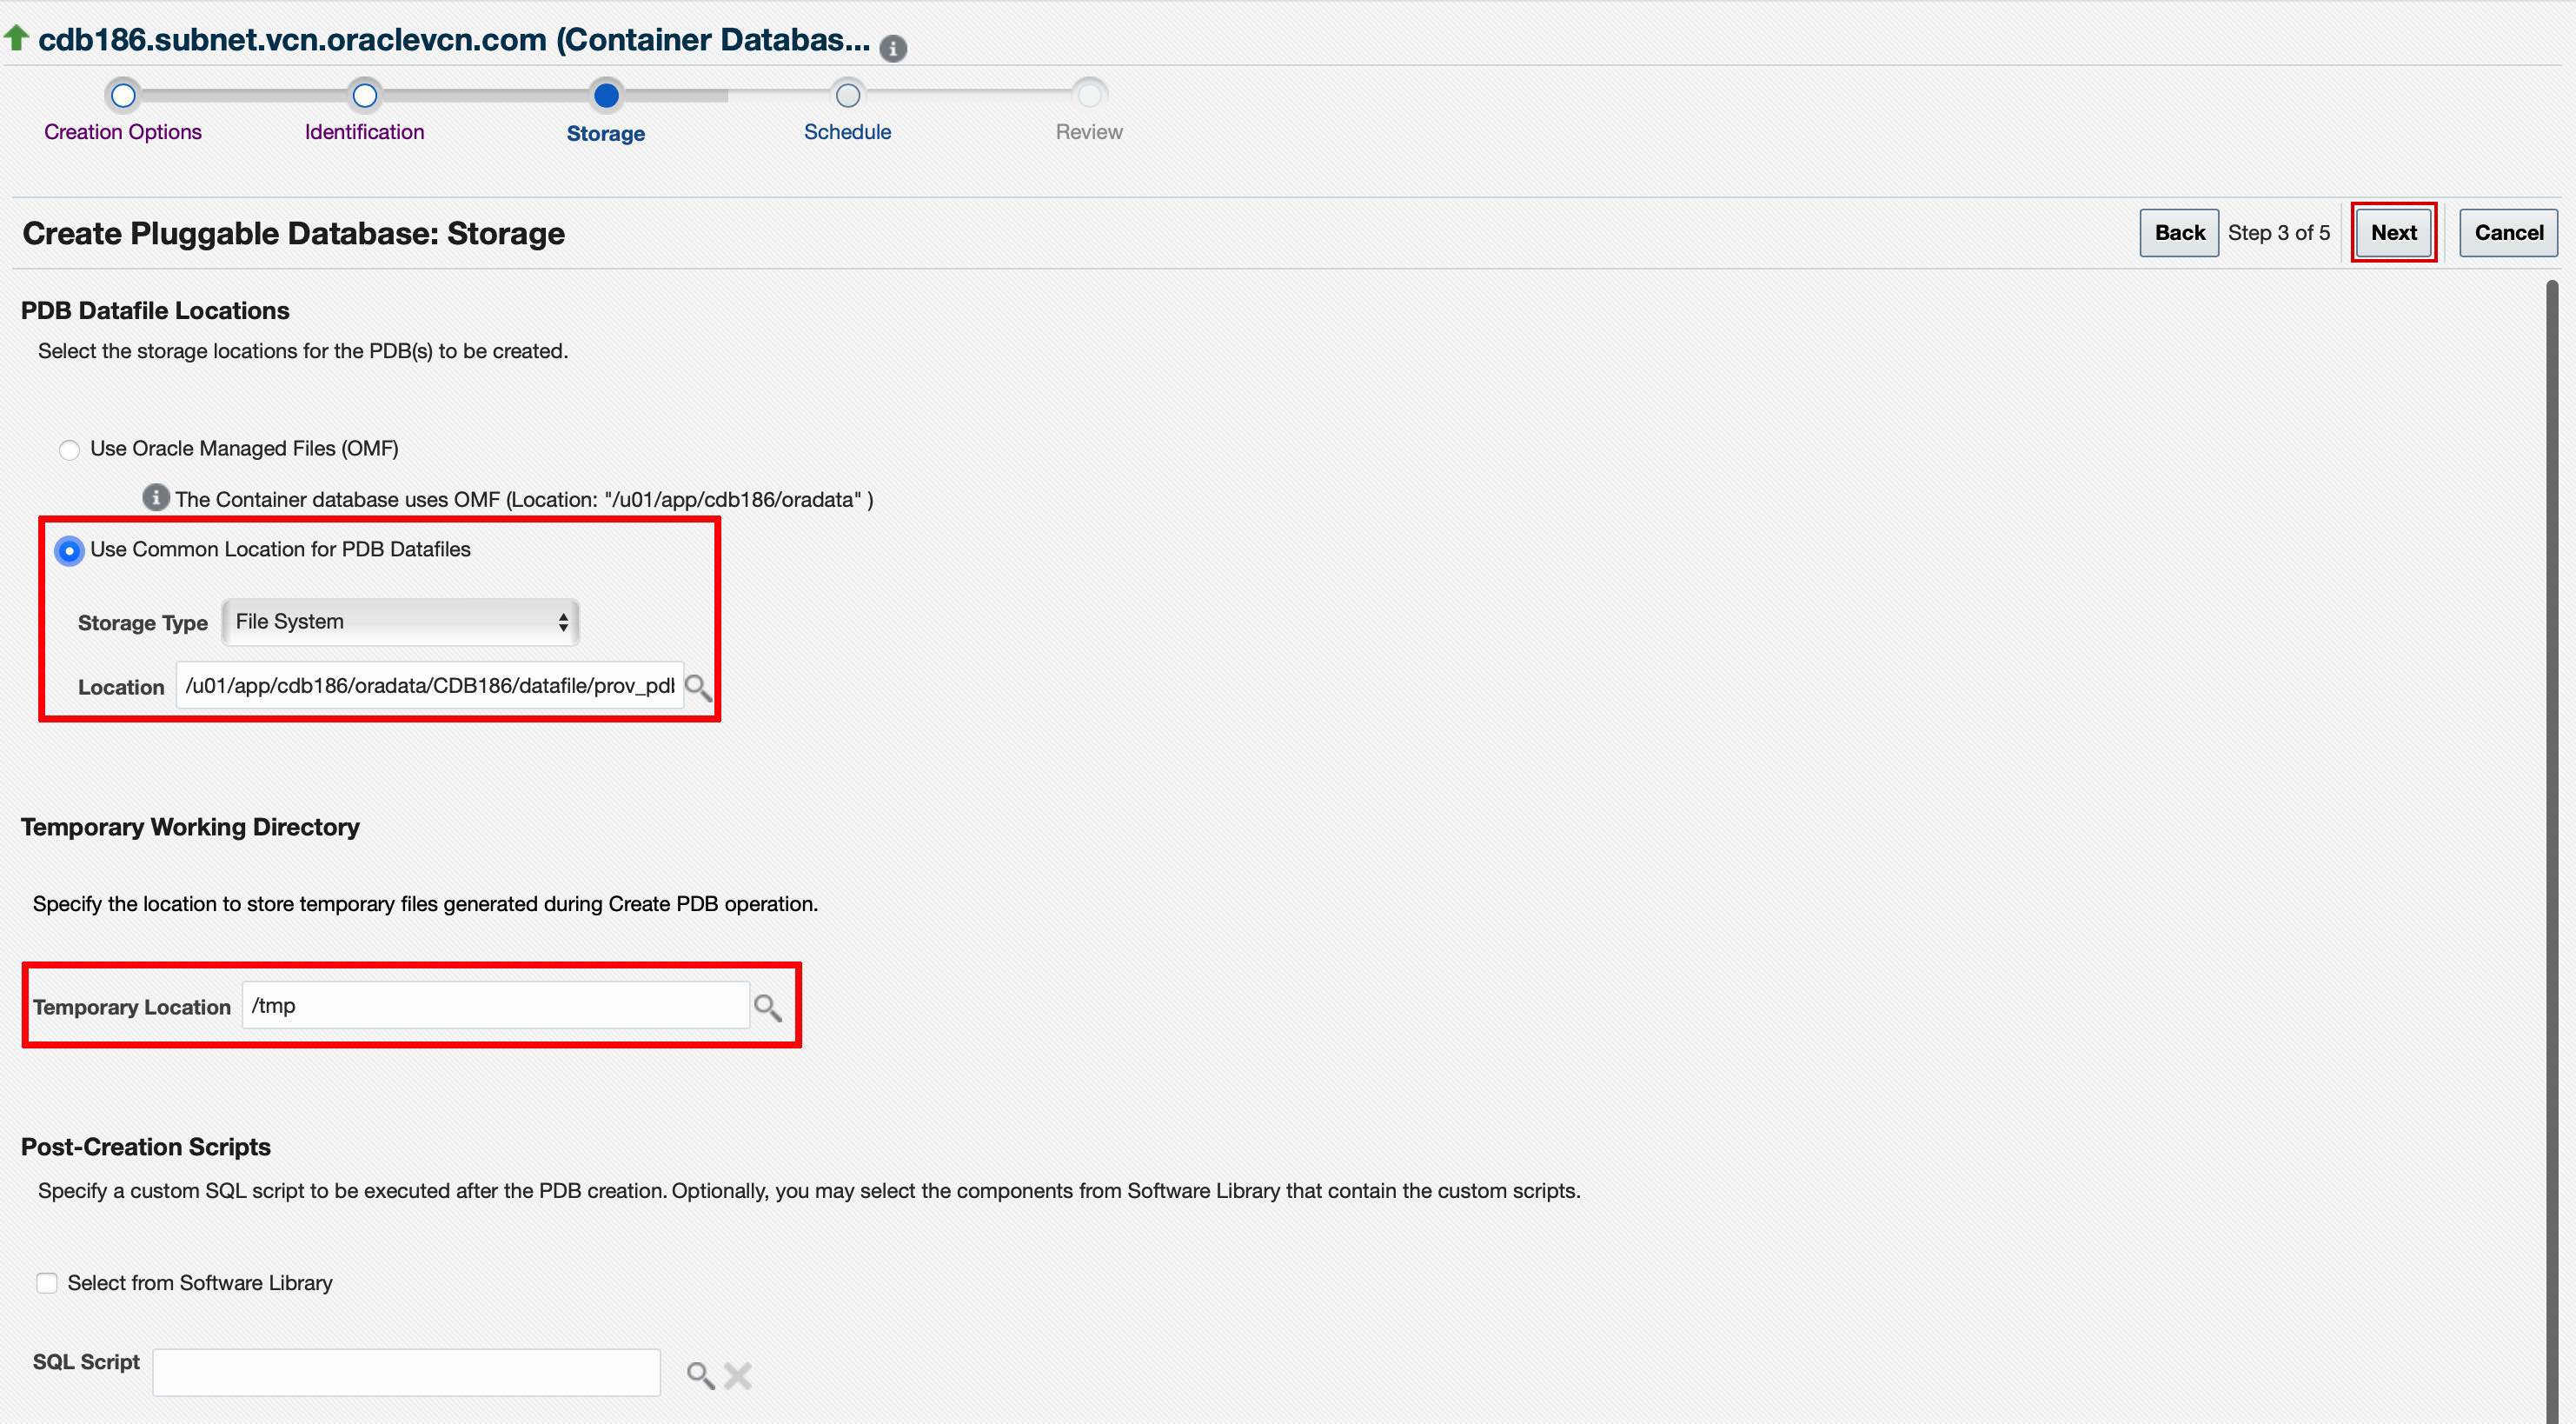 cdb186.subnet.vcn.oraclevcn.com (Container Databas...
Creation Options
Identification
Storage
Schedule
Review
Create Pluggable Database: Storage
Back Step 3 of 5 Next Cancel
PDB Datafile Locations
Select the storage locations for the PDB(s) to be created.
Use Oracle Managed Files (OMF)
The Container database uses OMF (Location: "/u01/app/cdb186/oradata" )
Use Common Location for PDB Datafiles
Storage Type File System
Location /u01/app/cdb186/oradata/CDB186/datafile/prov_pdb
Temporary Working Directory
Specify the location to store temporary files generated during Create PDB operation.
Temporary Location /tmp
Post-Creation Scripts
Specify a custom SQL script to be executed after the PDB creation. Optionally, you may select the components from Software Library that contain the custom scripts.
Select from Software Library
SQL Script